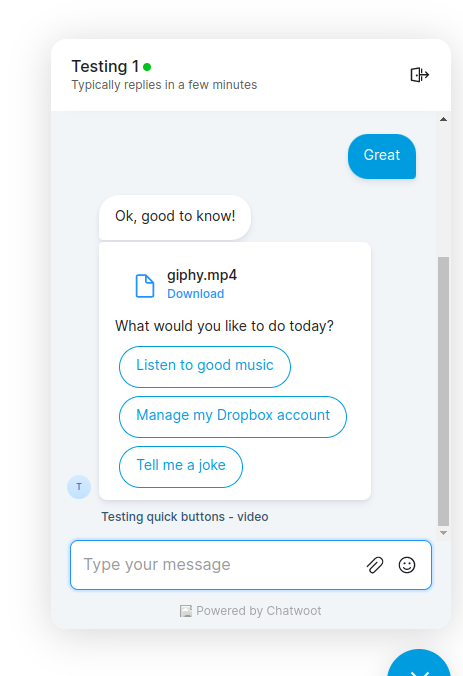 Testing 1
Typically replies in a few minutes
Great
Ok, good to know!
giphy.mp4
Download
What would you like to do today?
Listen to good music
Manage my Dropbox account
Tell me a joke
T
Testing quick buttons - video
Type your message
Powered by Chatwoot